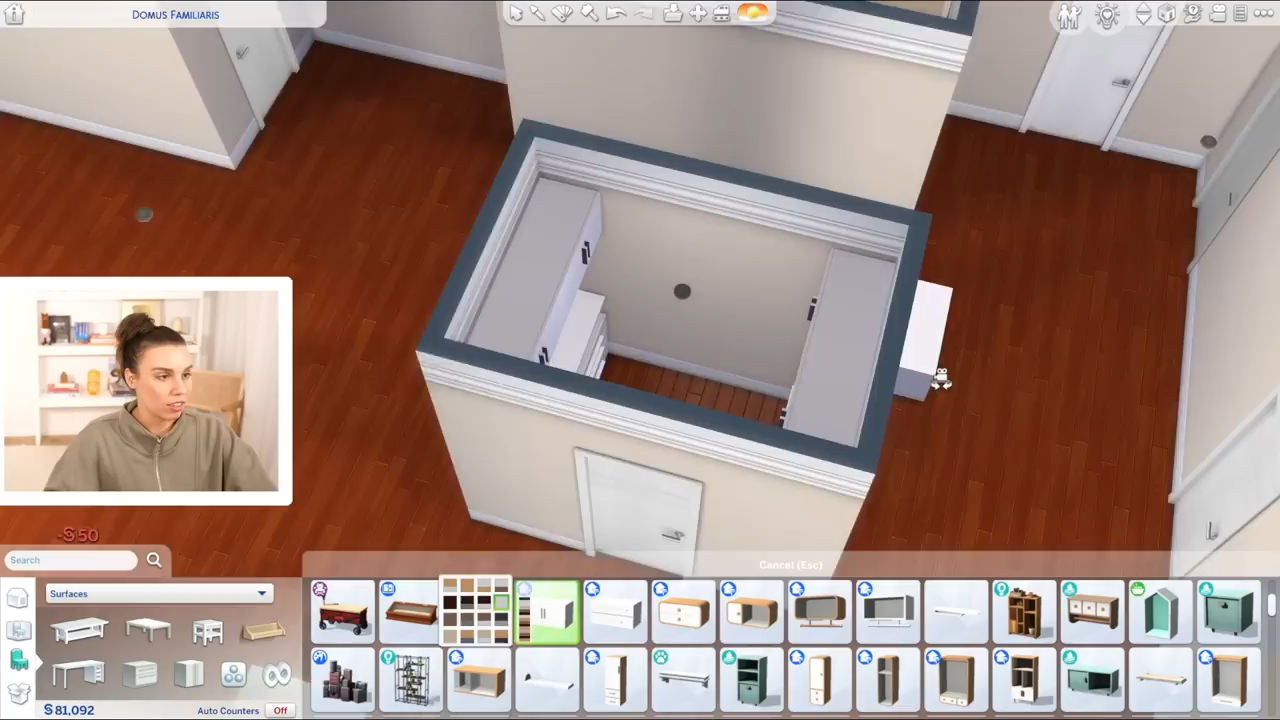 Domus Familiaris
-§50
Search
Cancel (Esc)
Surfaces
§81,092
Auto Counters
Off